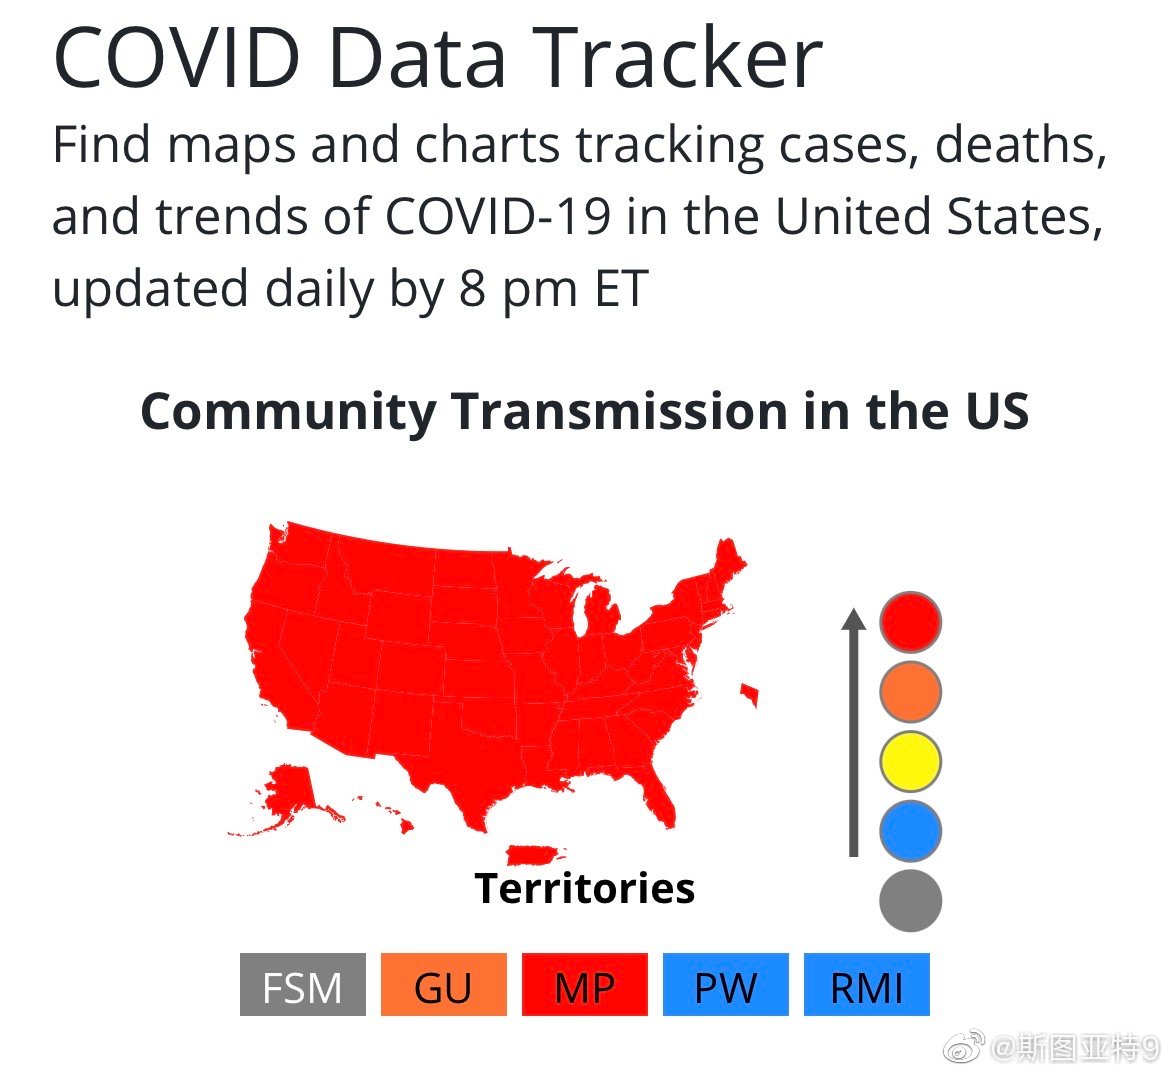 COVID Data Tracker
Find maps and charts tracking cases, deaths,
and trends of COVID-19 in the United States,
updated daily by 8 pm ET
Community Transmission in the US
Territories
FSM GU MP PW RMI
@斯图亚特9